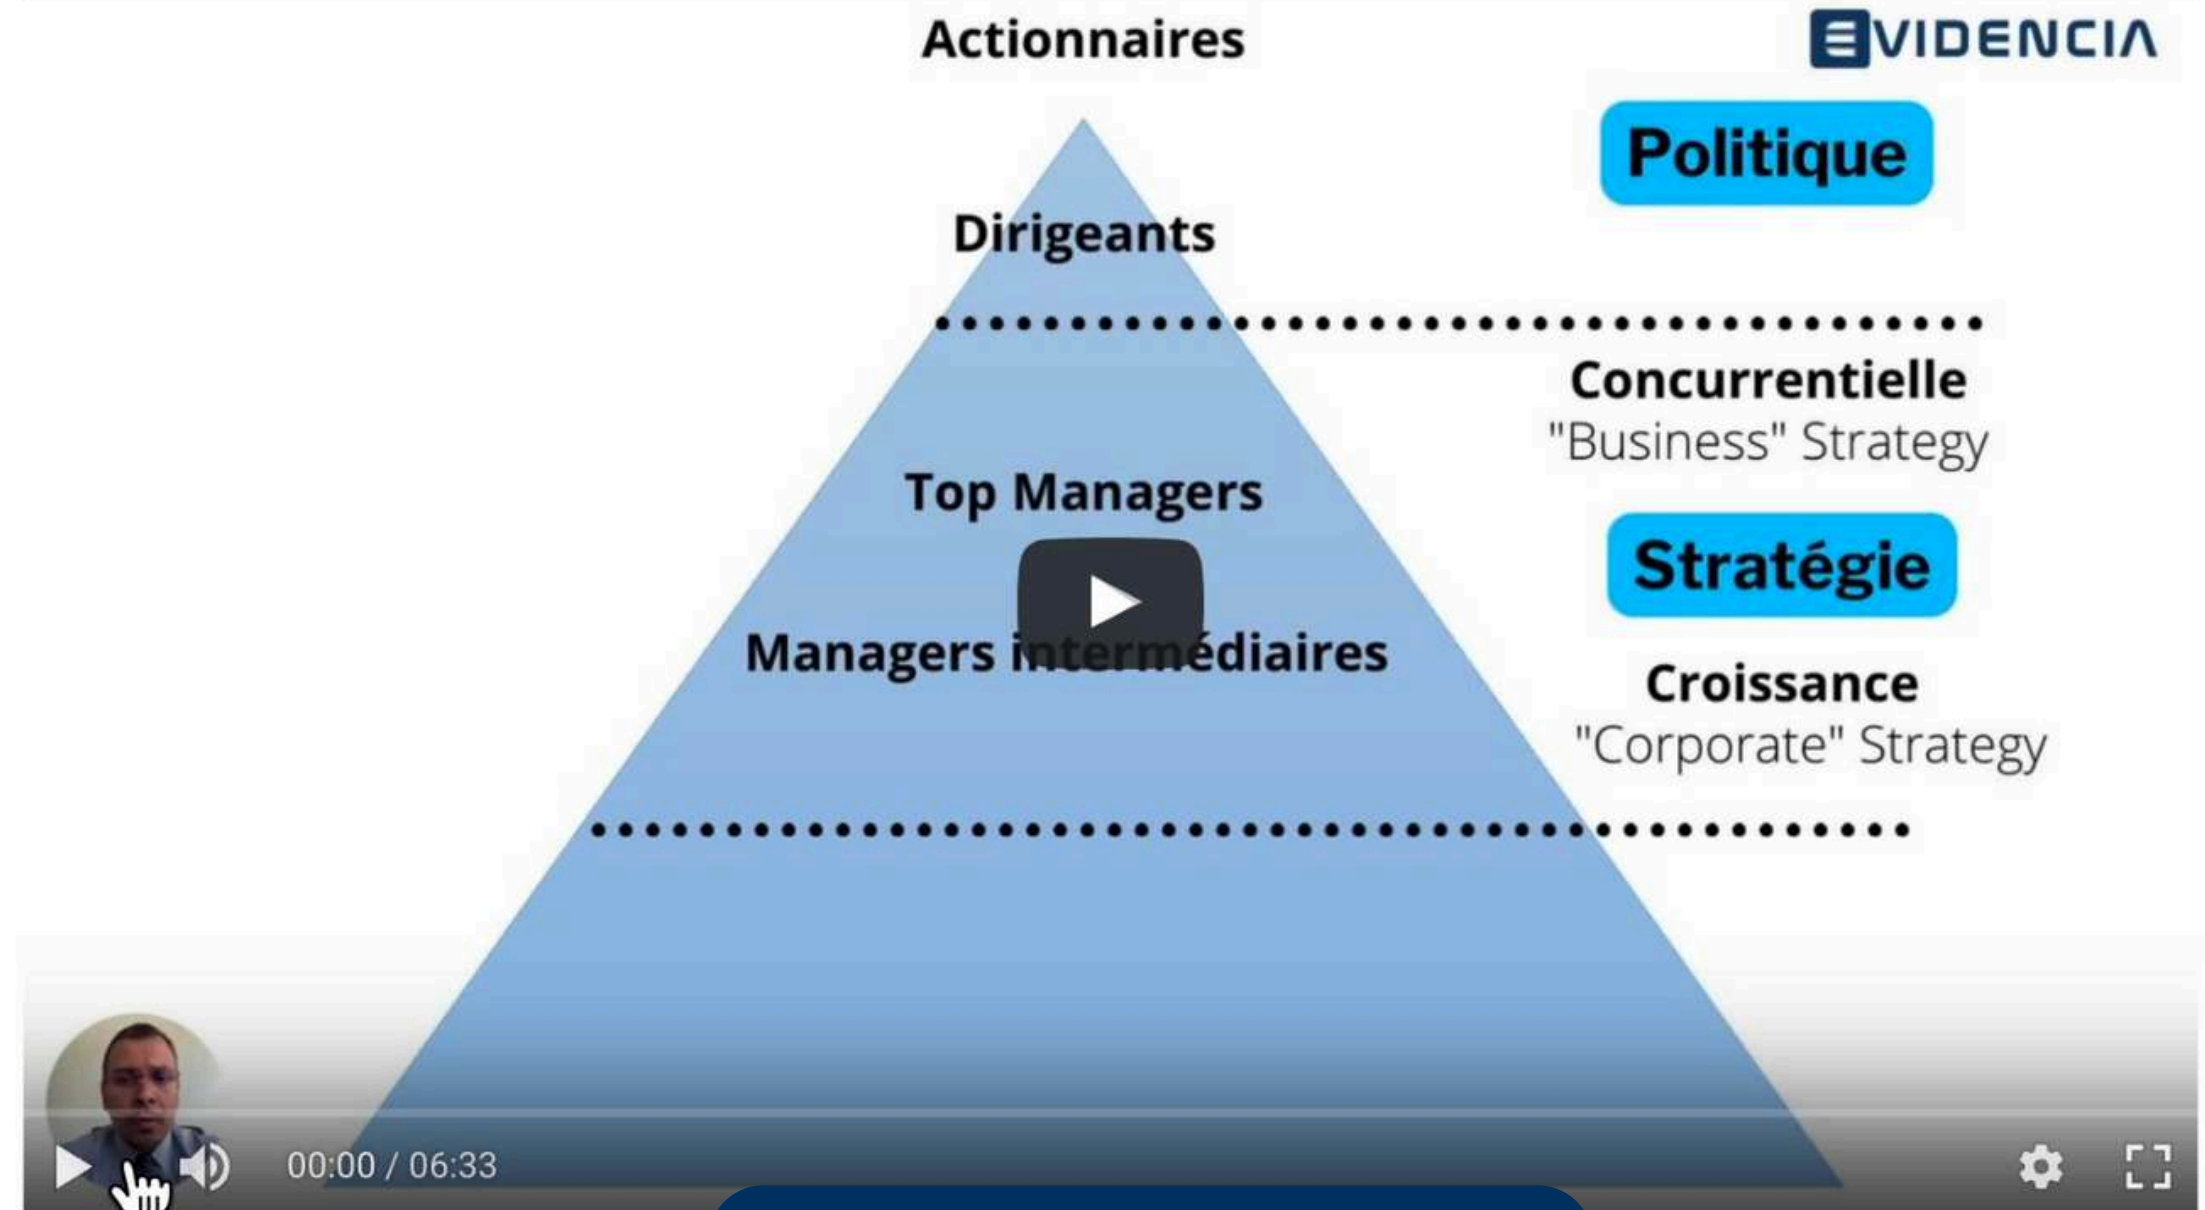 Actionnaires
EVIDENCIA
Politique
Dirigeants
Concurrentielle
"Business" Strategy
Top Managers
Stratégie
Managers intermédiaires
Croissance
"Corporate" Strategy
00:00 / 06:33